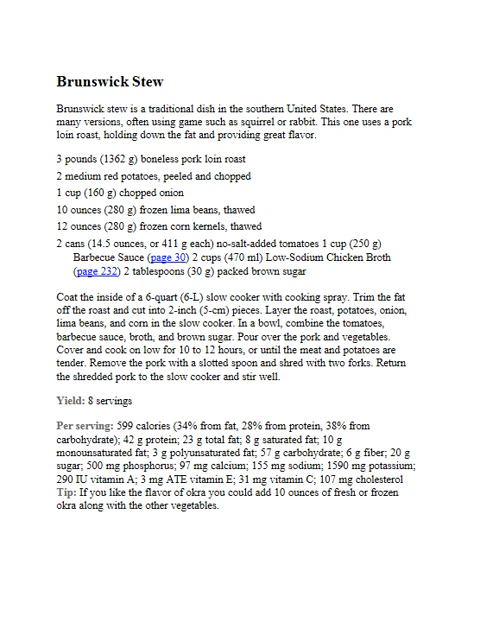 Brunswick Stew
Brunswick stew is a traditional dish in the southern United States. There are
many versions, often using game such as squirrel or rabbit. This one uses a pork
loin roast, holding down the fat and providing great flavor.
3 pounds (1362 g) boneless pork loin roast
2 medium red potatoes, peeled and chopped
1 cup (160 g) chopped onion
10 ounces (280 g) frozen lima beans, thawed
12 ounces (280 g) frozen corn kernels, thawed
2 cans (14.5 ounces, or 411 g each) no-salt-added tomatoes 1 cup (250 g)
Barbecue Sauce (page 30) 2 cups (470 ml) Low-Sodium Chicken Broth
(page 232) 2 tablespoons (30 g) packed brown sugar
Coat the inside of a 6-quart (6-L) slow cooker with cooking spray. Trim the fat
off the roast and cut into 2-inch (5-cm) pieces. Layer the roast, potatoes, onion,
lima beans, and corn in the slow cooker. In a bowl, combine the tomatoes,
barbecue sauce, broth, and brown sugar. Pour over the pork and vegetables.
Cover and cook on low for 10 to 12 hours, or until the meat and potatoes are
tender. Remove the pork with a slotted spoon and shred with two forks. Return
the shredded pork to the slow cooker and stir well.
Yield: 8 servings
Per serving: 599 calories (34% from fat, 28% from protein, 38% from
carbohydrate); 42 g protein; 23 g total fat; 8 g saturated fat; 10 g
monounsaturated fat; 3 g polyunsaturated fat; 57 g carbohydrate; 6 g fiber; 20 g
sugar; 500 mg phosphorus; 97 mg calcium; 155 mg sodium; 1590 mg potassium;
290 IU vitamin A; 3 mg ATE vitamin E; 31 mg vitamin C; 107 mg cholesterol
Tip: If you like the flavor of okra you could add 10 ounces of fresh or frozen
okra along with the other vegetables.